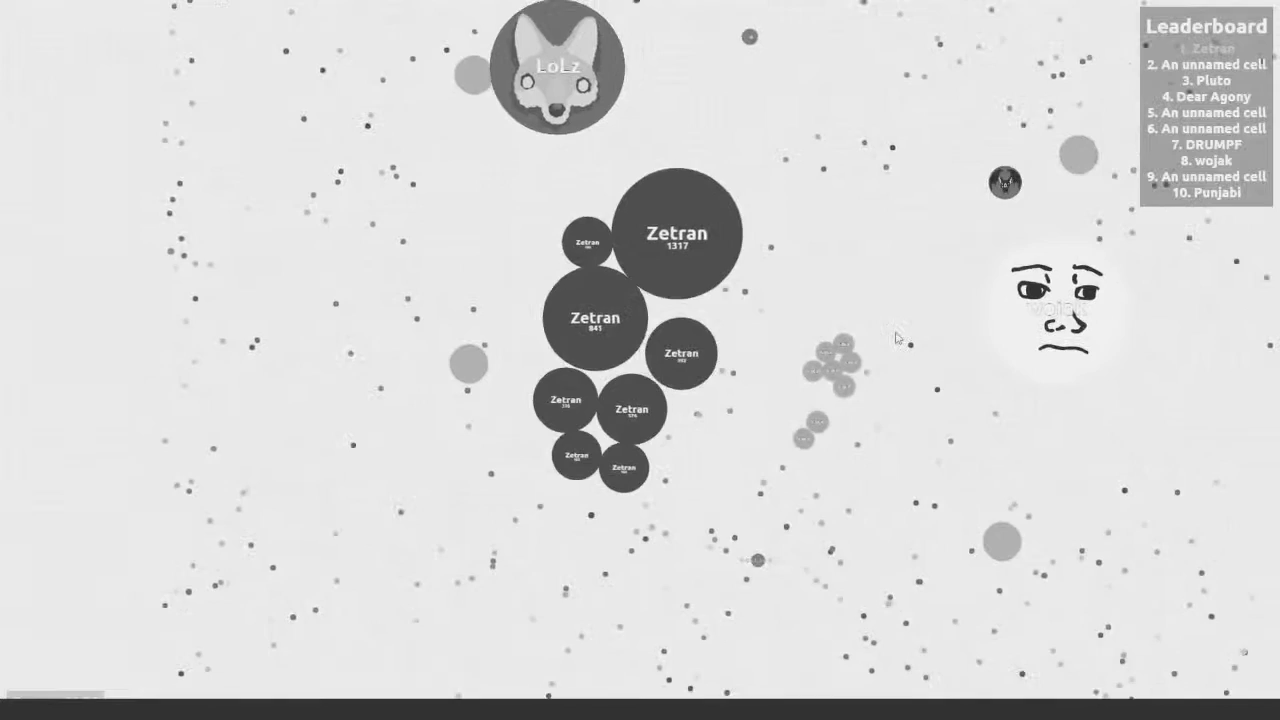 LoLz
Leaderboard
1. Zetran
2. An unnamed cell
3. Pluto
4. Dear Agony
5. An unnamed cell
6. An unnamed cell
7. DRUMPF
8. wojak
9. An unnamed cell
10. Punjabi
Zetran
1317
Zetran
Zetran
841
wojak
Zetran
Zetran
Zetran
Zetran
Zetran